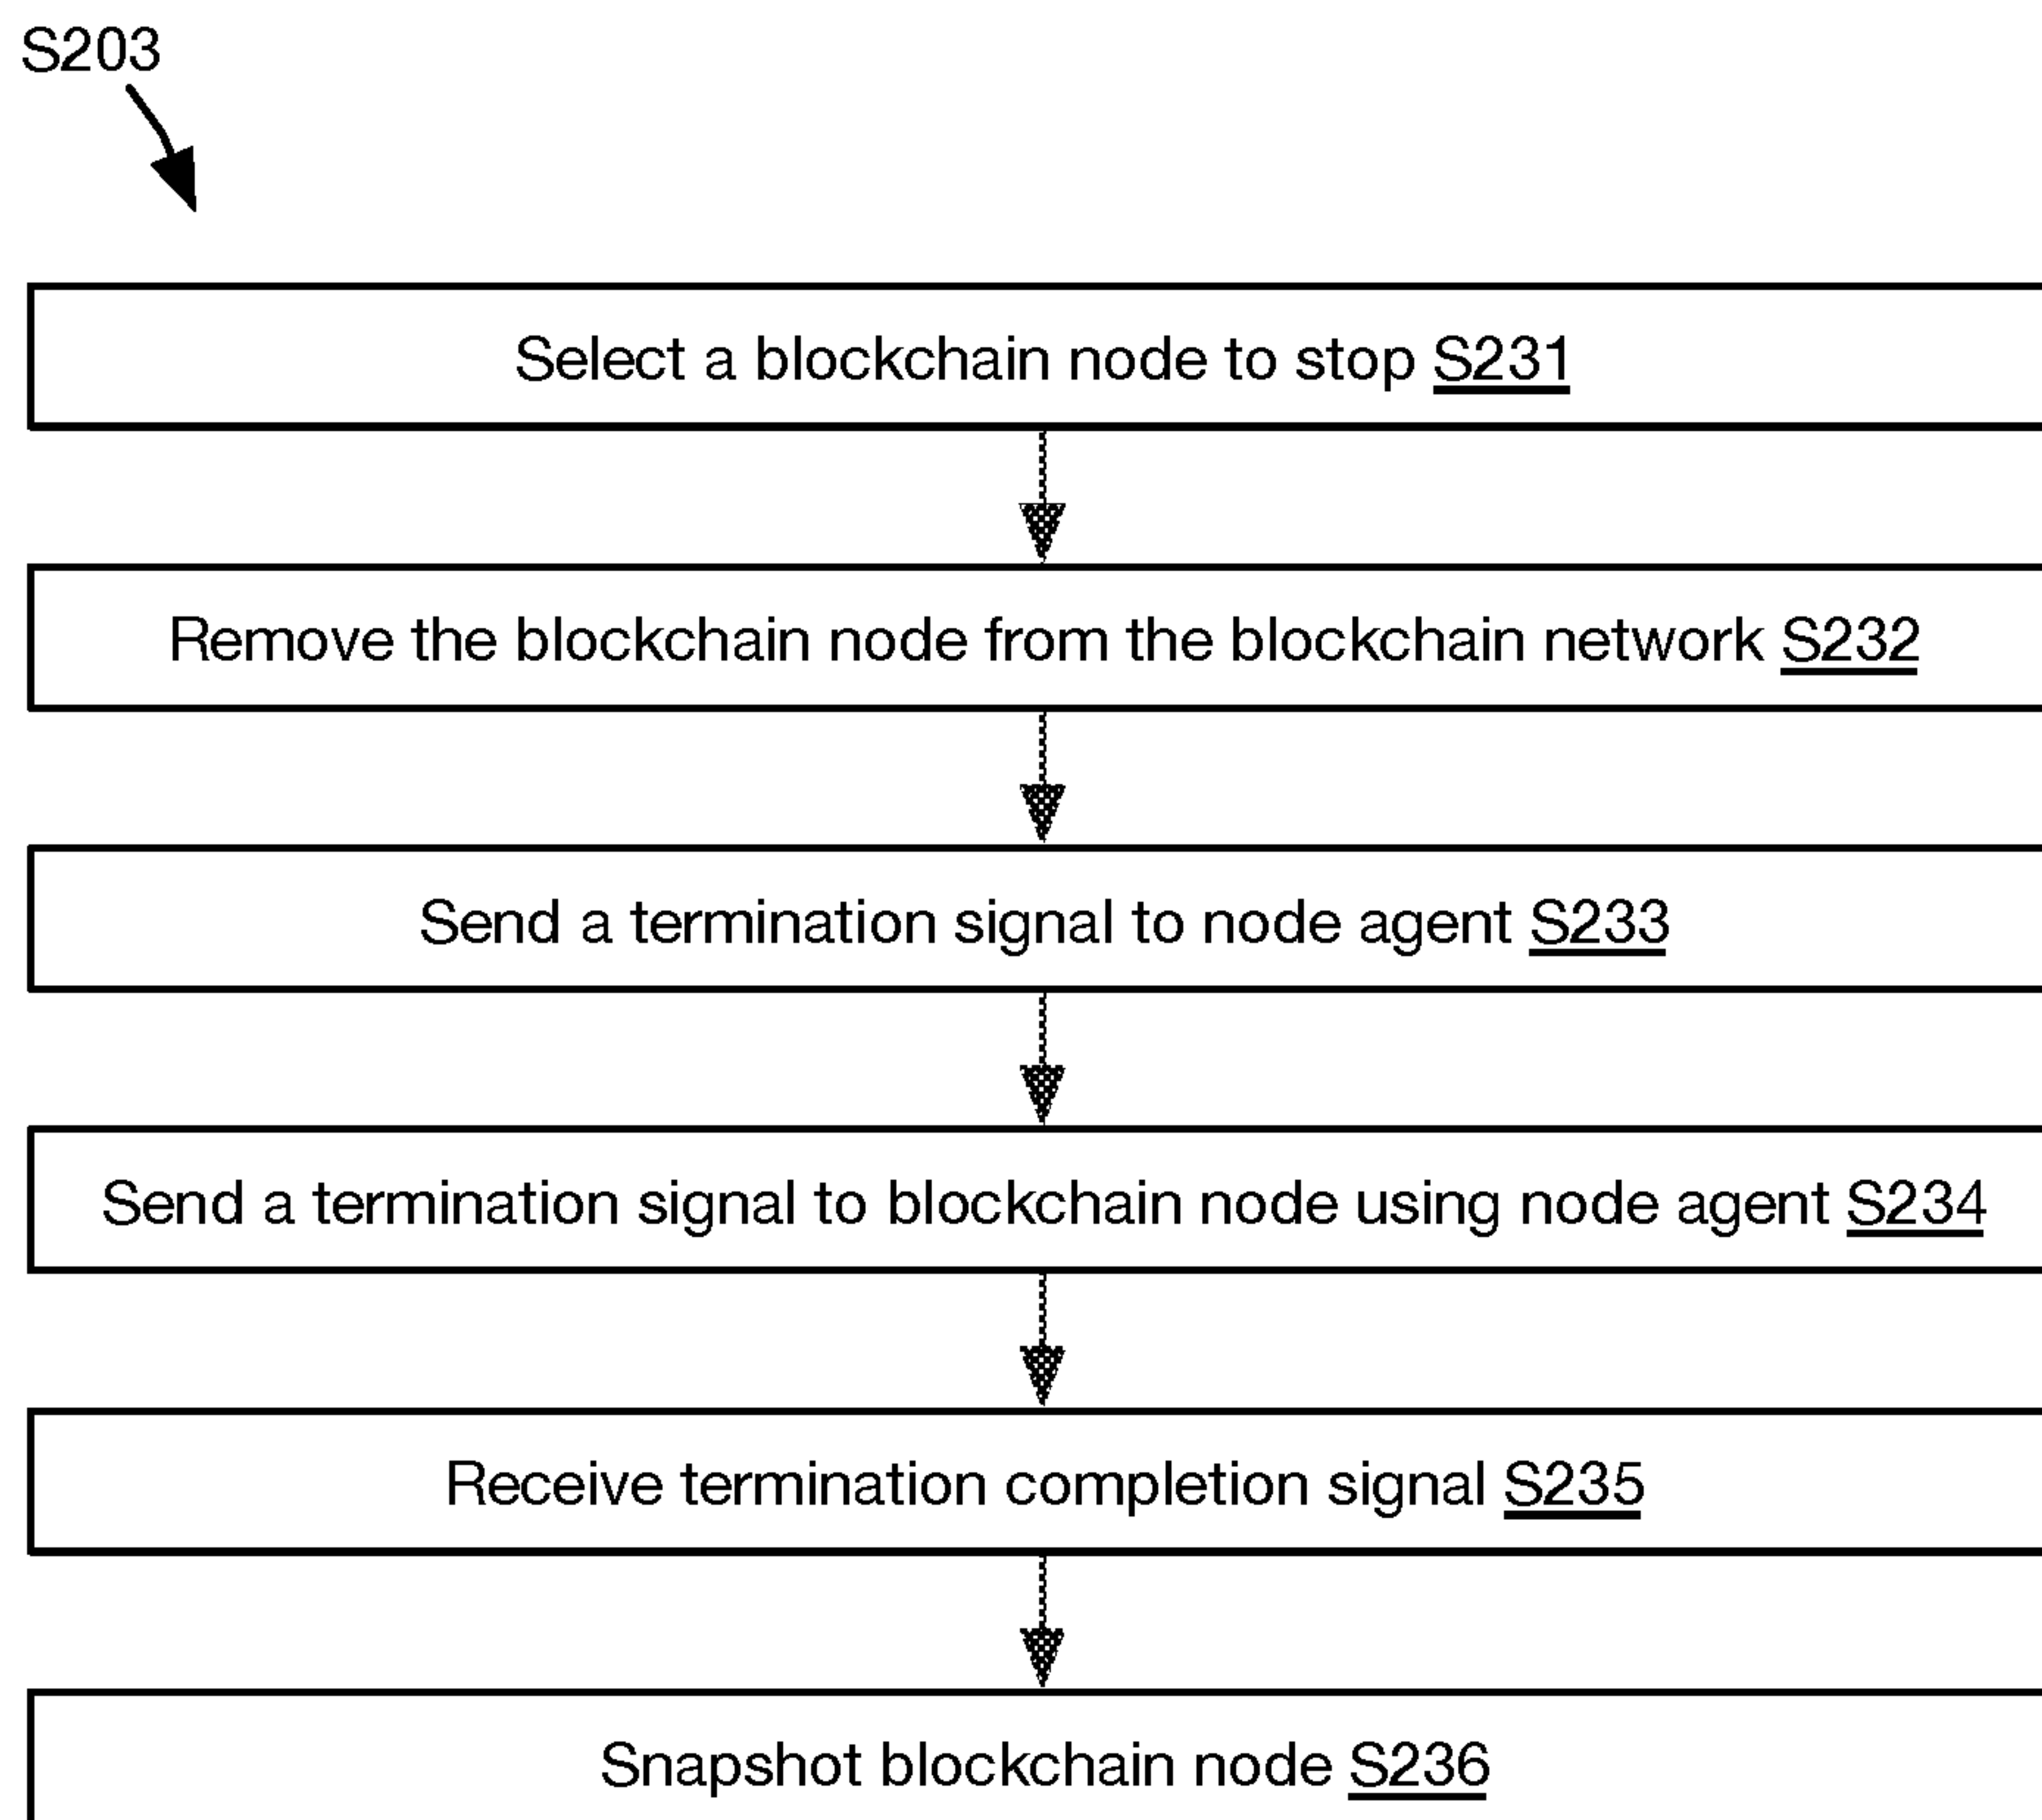 S203
Select a blockchain node to stop S231
Remove the blockchain node from the blockchain network S232
Send a termination signal to node agent S233
Send a termination signal to blockchain node using node agent S234
Receive termination completion signal S235
Snapshot blockchain node S236